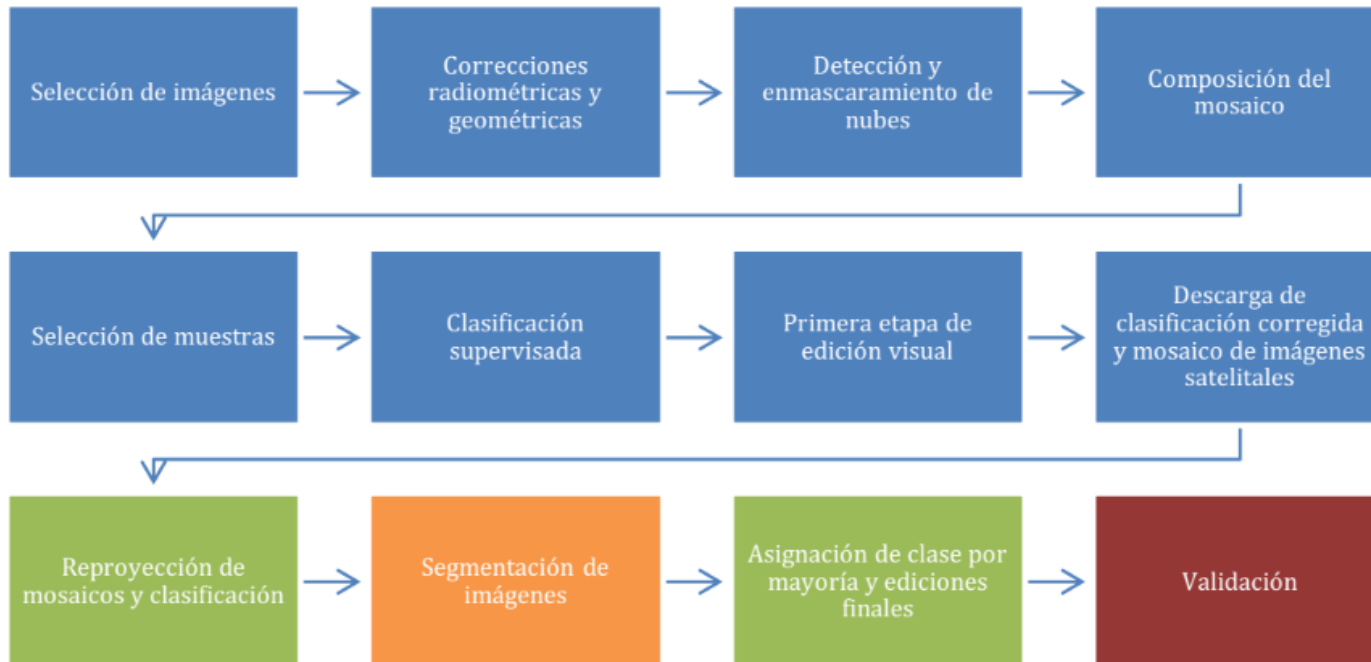 Selección de imágenes
Correcciones
radiométricas y
geométricas
Detección y
enmascaramiento de
nubes
Composición del
mosaico
Selección de muestras
Clasificación
supervisada
Primera etapa de
edición visual
Descarga de
clasificación corregida
y mosaico de imágenes
satelitales
Reproyección de
mosaicos y clasificación
Segmentación de
imágenes
Asignación de clase por
mayoría y ediciones
finales
Validación